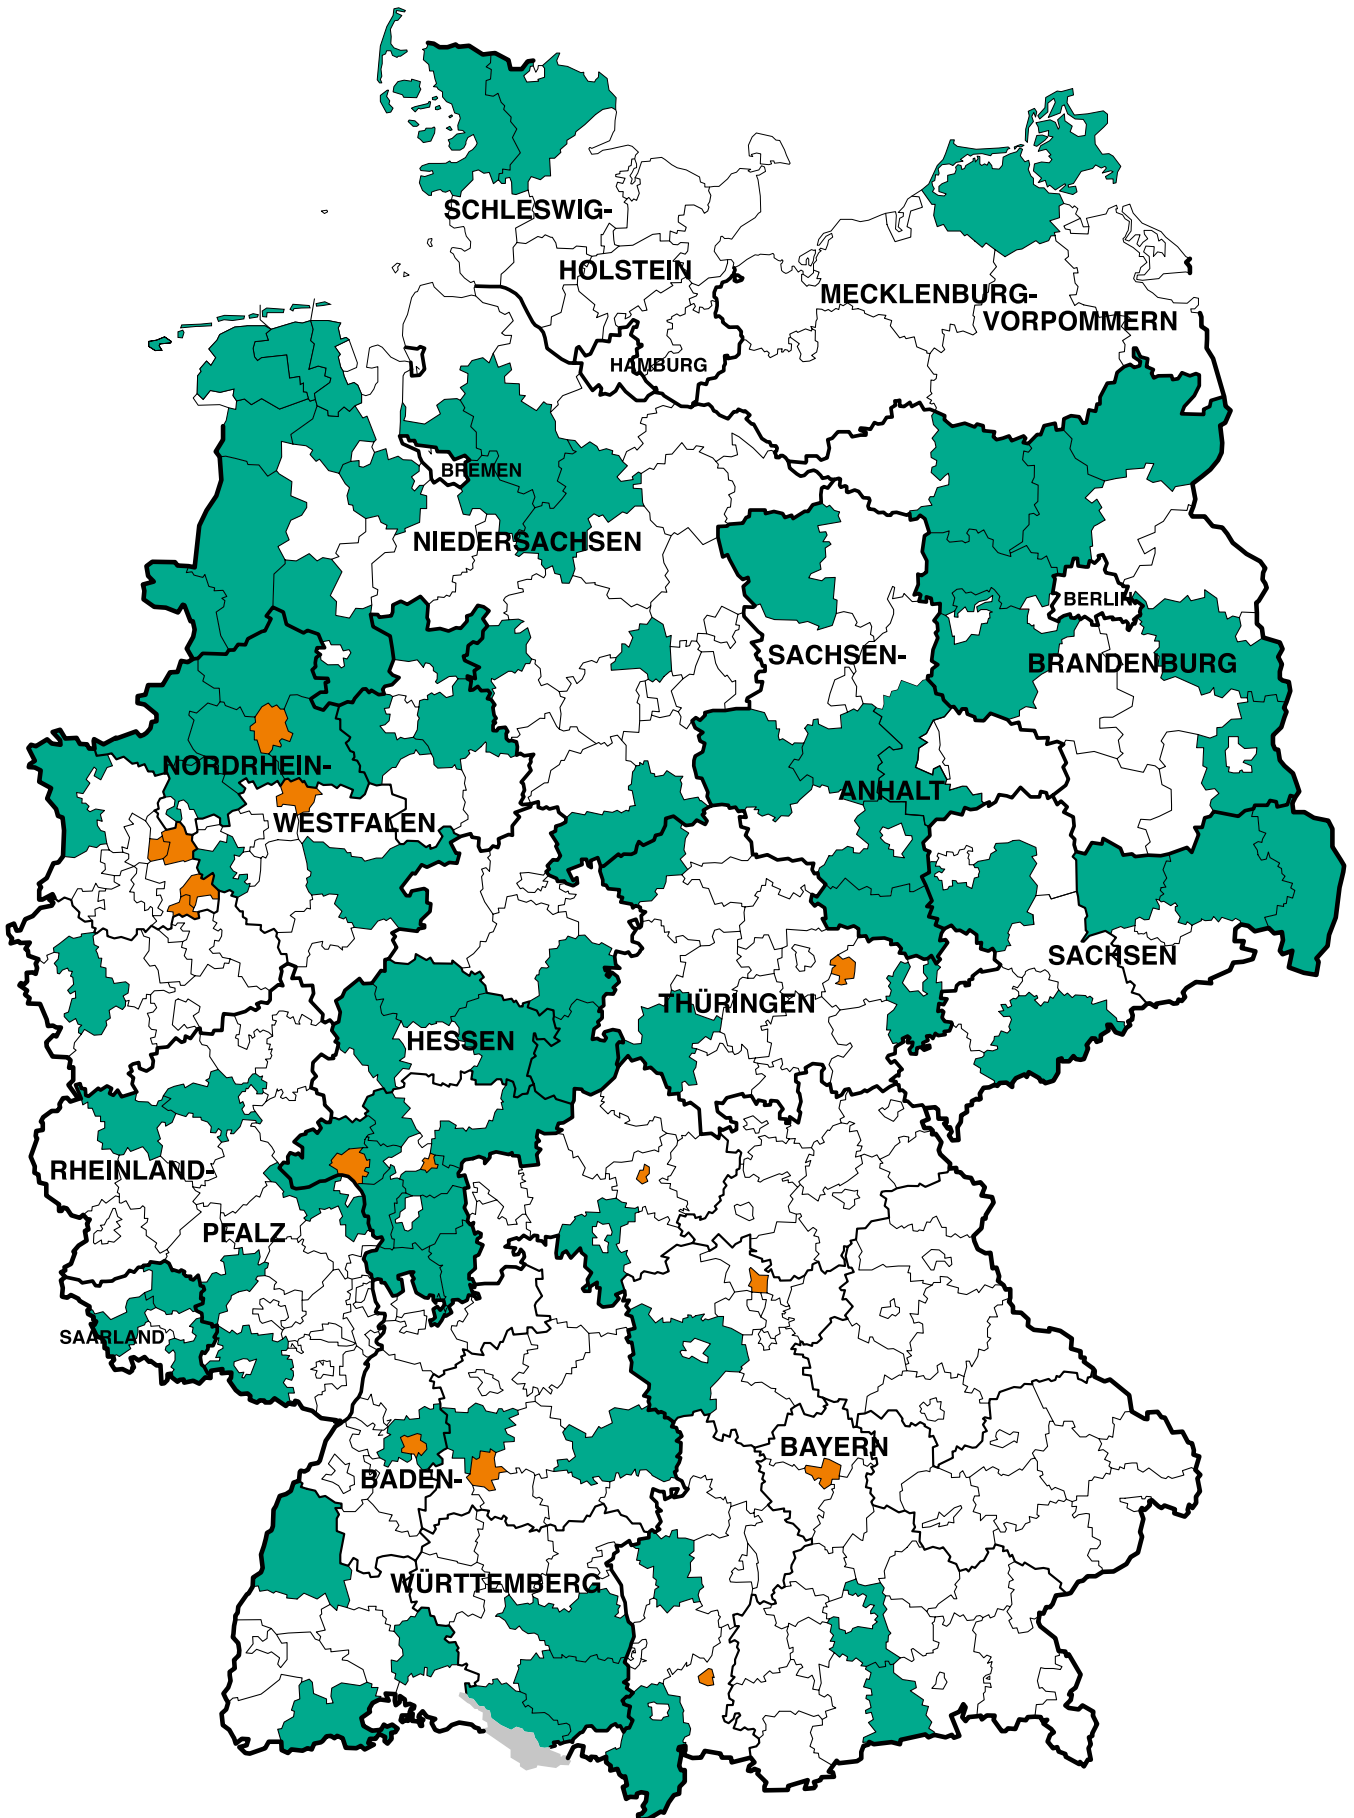 SCHLESWIG-
HOLSTEIN
MECKLENBURG-
VORPOMMERN
HAMBURG
BREMEN
NIEDERSACHSEN
BERLIN
SACHSEN-
BRANDENBURG
NORDRHEIN-
ANHALT
WESTFALEN
SACHSEN
THÜRINGEN
HESSEN
RHEINLAND-
PFALZ
SAARLAND
BAYERN
BADEN-
WÜRTTEMBERG